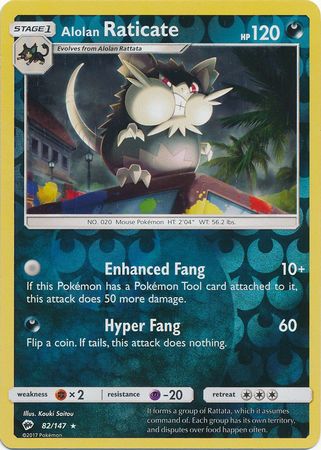 STAGE 1
Alolan Raticate
HP 120
Evolves from Alolan Rattata
NO. 020 Mouse Pokémon HT: 2'04" WT: 56.2 lbs.
Enhanced Fang 10+
If this Pokémon has a Pokémon Tool card attached to it,
this attack does 50 more damage.
Hyper Fang 60
Flip a coin. If tails, this attack does nothing.
weakness × 2 resistance -20 retreat
Illus. Kouki Saitou
82/147 ★
©2017 Pokémon
It forms a group of Rattata, which it assumes
command of. Each group has its own territory,
and disputes over food happen often.